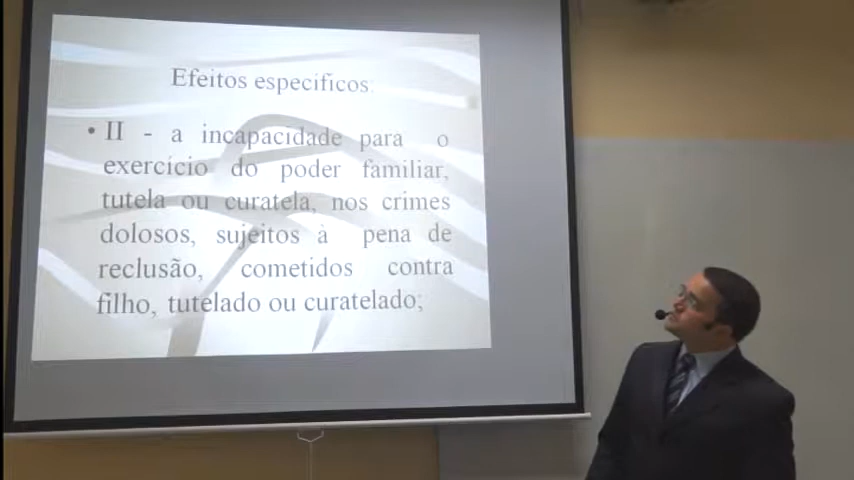 Efeitos específicos:
• II - a incapacidade para o
exercício do poder familiar,
tutela ou curatela, nos crimes
dolosos, sujeitos à pena de
reclusão, cometidos contra
filho, tutelado ou curatelado;